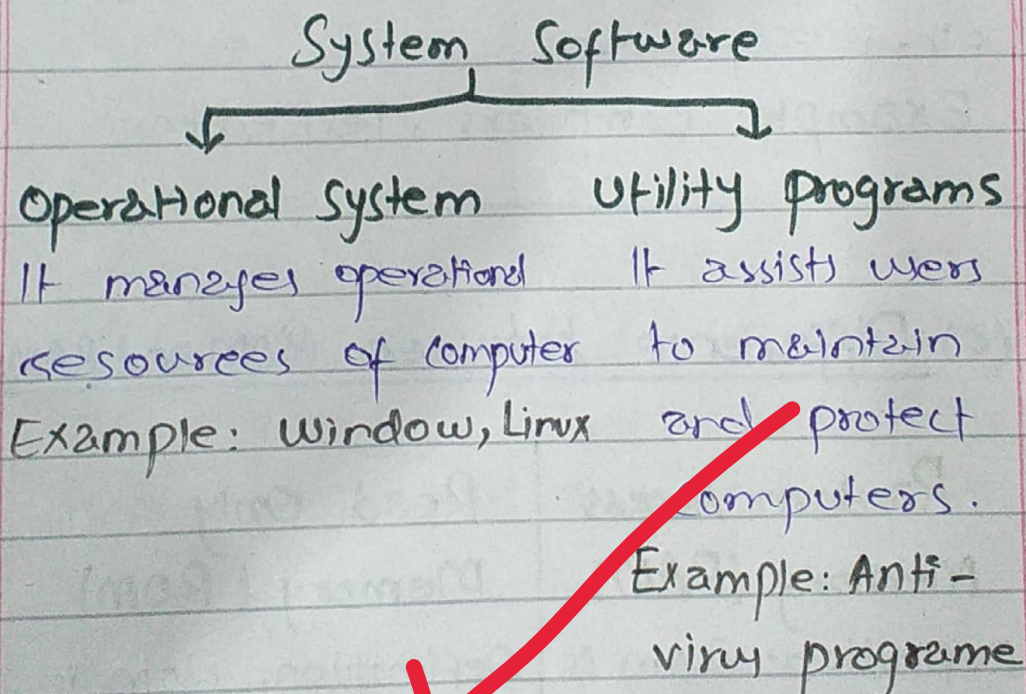 System Software
Operational System
It manages operational
resources of computer
Example: Window, Linux
Utility programs
It assists users
to maintain
and protect
computers.
Example: Anti-
virus programe